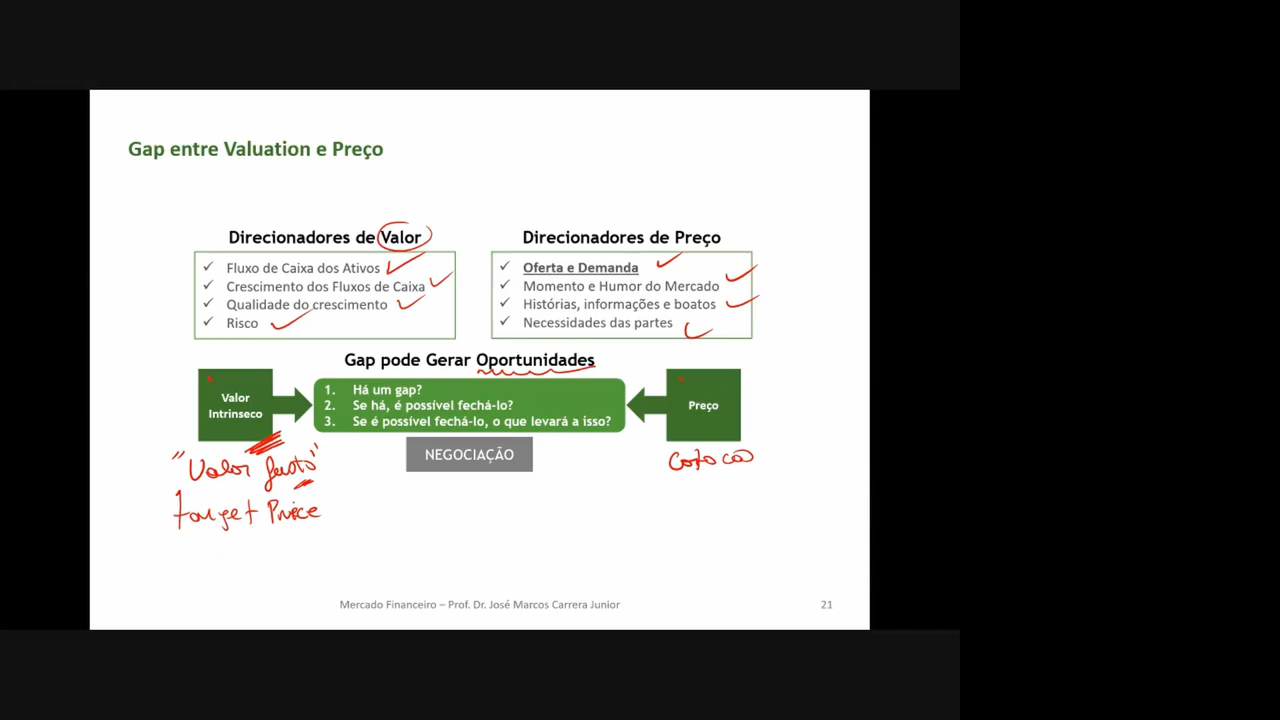 Gap entre Valuation e Preço
Direcionadores de Valor
Fluxo de Caixa dos Ativos
Crescimento dos Fluxos de Caixa
Qualidade do crescimento
Risco
Direcionadores de Preço
Oferta e Demanda
Momento e Humor do Mercado
Histórias, informações e boatos
Necessidades das partes
Gap pode Gerar Oportunidades
Valor
Intrinseco
1. Há um gap?
2. Se há, é possível fechá-lo?
3. Se é possível fechá-lo, o que levará a isso?
Preço
NEGOCIAÇÃO
"Valor justo"
target Price
Cotação
Mercado Financeiro – Prof. Dr. José Marcos Carrera Junior
21